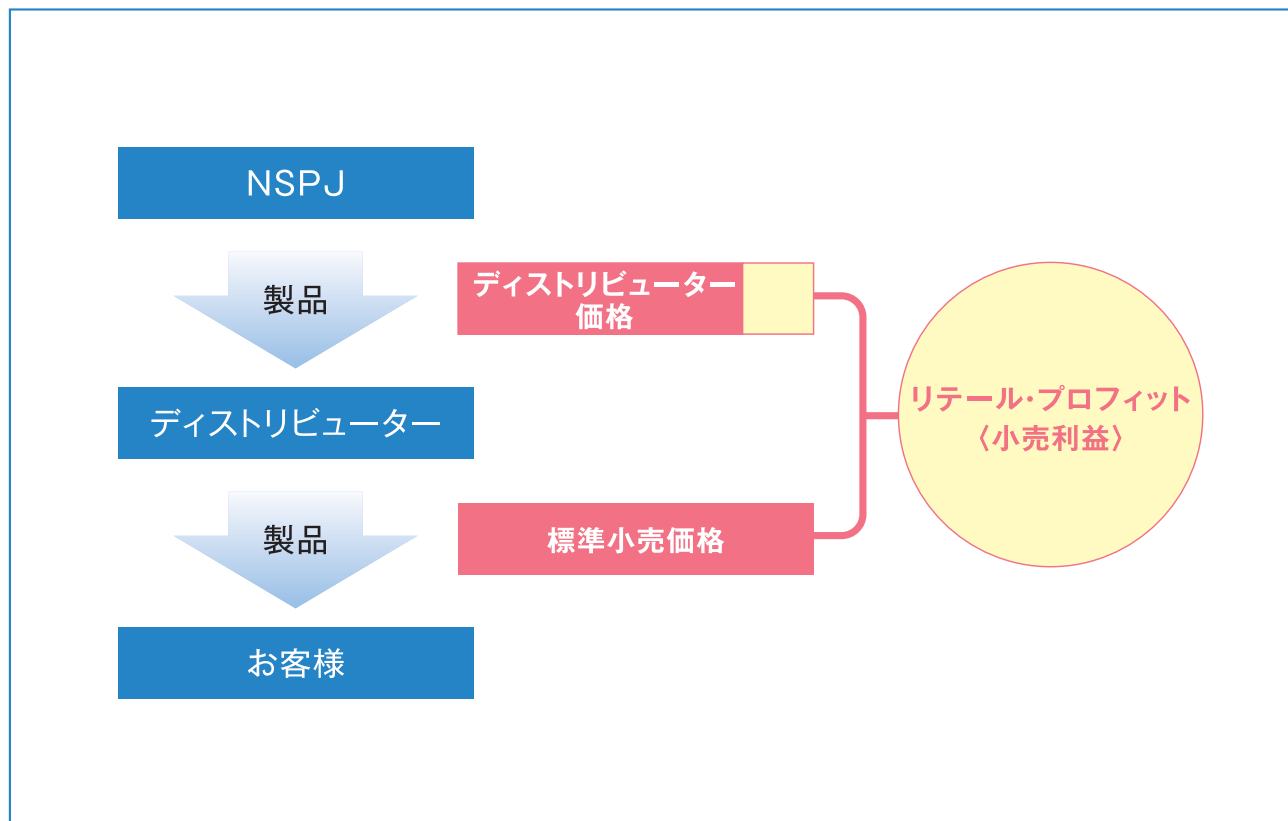 NSPJ
製品
ディストリビューター
価格
リテール・プロフィット
〈小売利益〉
ディストリビューター
製品
標準小売価格
お客様